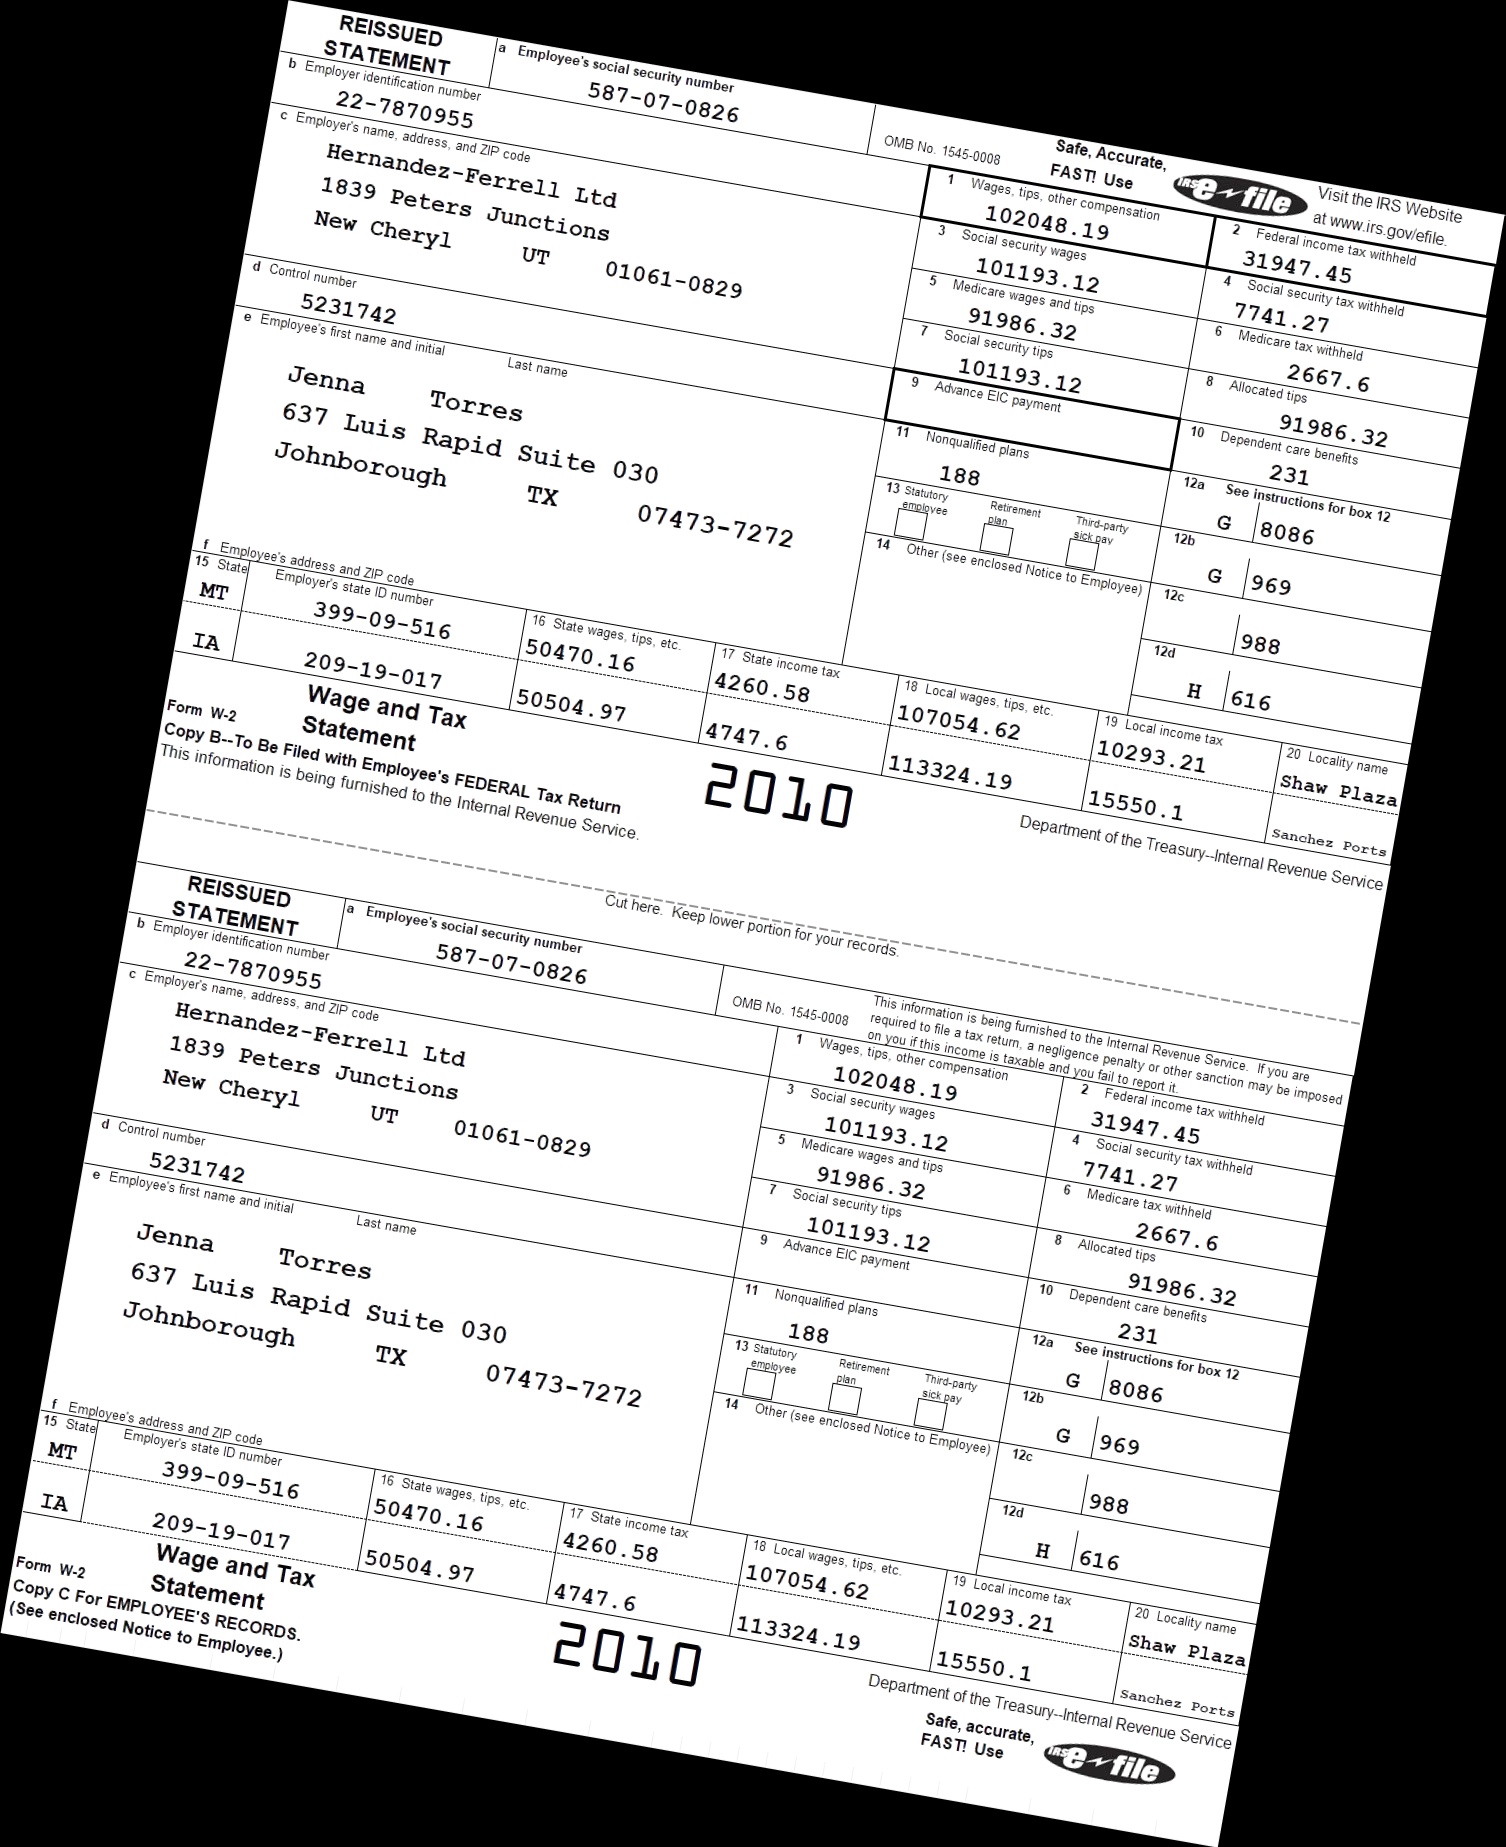 REISSUED
STATEMENT
a Employee's social security number
587-07-0826
OMB No. 1545-0008
Safe, Accurate,
FAST! Use
IRS e-file
Visit the IRS Website
at www.irs.gov/efile.
b Employer identification number
22-7870955
c Employer's name, address, and ZIP code
Hernandez-Ferrell Ltd
1839 Peters Junctions
New Cheryl UT 01061-0829
d Control number
5231742
e Employee's first name and initial Last name
Jenna Torres
637 Luis Rapid Suite 030
Johnborough TX 07473-7272
f Employee's address and ZIP code
1 Wages, tips, other compensation
102048.19
2 Federal income tax withheld
31947.45
3 Social security wages
101193.12
4 Social security tax withheld
7741.27
5 Medicare wages and tips
91986.32
6 Medicare tax withheld
2667.6
7 Social security tips
101193.12
8 Allocated tips
91986.32
9 Advance EIC payment
10 Dependent care benefits
231
11 Nonqualified plans
188
12a See instructions for box 12
G 8086
12b
G 969
12c
988
12d
H 616
13 Statutory employee
Retirement plan
Third-party sick pay
14 Other (see enclosed Notice to Employee)
15 State Employer's state ID number
MT 399-09-516
IA 209-19-017
16 State wages, tips, etc.
50470.16
50504.97
17 State income tax
4260.58
4747.6
18 Local wages, tips, etc.
107054.62
113324.19
19 Local income tax
10293.21
15550.1
20 Locality name
Shaw Plaza
Sanchez Ports
Form W-2
Wage and Tax
Statement
2010
Copy B--To Be Filed with Employee's FEDERAL Tax Return
This information is being furnished to the Internal Revenue Service.
Department of the Treasury--Internal Revenue Service
Cut here. Keep lower portion for your records.
REISSUED
STATEMENT
a Employee's social security number
587-07-0826
OMB No. 1545-0008
This information is being furnished to the Internal Revenue Service. If you are
required to file a tax return, a negligence penalty or other sanction may be imposed
on you if this income is taxable and you fail to report it.
b Employer identification number
22-7870955
c Employer's name, address, and ZIP code
Hernandez-Ferrell Ltd
1839 Peters Junctions
New Cheryl UT 01061-0829
d Control number
5231742
e Employee's first name and initial Last name
Jenna Torres
637 Luis Rapid Suite 030
Johnborough TX 07473-7272
f Employee's address and ZIP code
1 Wages, tips, other compensation
102048.19
2 Federal income tax withheld
31947.45
3 Social security wages
101193.12
4 Social security tax withheld
7741.27
5 Medicare wages and tips
91986.32
6 Medicare tax withheld
2667.6
7 Social security tips
101193.12
8 Allocated tips
91986.32
9 Advance EIC payment
10 Dependent care benefits
231
11 Nonqualified plans
188
12a See instructions for box 12
G 8086
12b
G 969
12c
988
12d
H 616
13 Statutory employee
Retirement plan
Third-party sick pay
14 Other (see enclosed Notice to Employee)
15 State Employer's state ID number
MT 399-09-516
IA 209-19-017
16 State wages, tips, etc.
50470.16
50504.97
17 State income tax
4260.58
4747.6
18 Local wages, tips, etc.
107054.62
113324.19
19 Local income tax
10293.21
15550.1
20 Locality name
Shaw Plaza
Sanchez Ports
Form W-2
Wage and Tax
Statement
2010
Copy C For EMPLOYEE'S RECORDS.
(See enclosed Notice to Employee.)
Department of the Treasury--Internal Revenue Service
Safe, accurate,
FAST! Use
IRS e-file